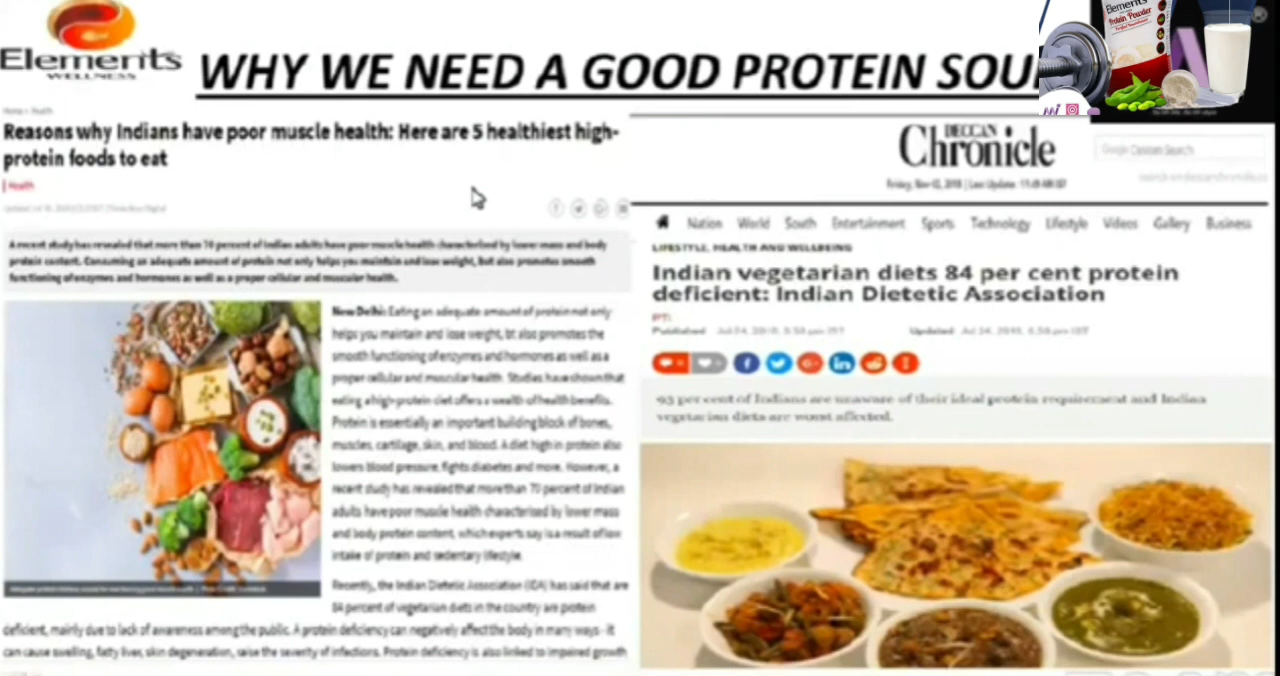 Elements
WELLNESS
WHY WE NEED A GOOD PROTEIN SOU
Elements
Protein Powder
Home > Health
Reasons why Indians have poor muscle health: Here are 5 healthiest high-
protein foods to eat
Health
A recent study has revealed that more than 70 percent of Indian adults have poor muscle health characterised by lower mass and body
protein content. Consuming an adequate amount of protein not only helps you maintain and lose weight, but also promotes smooth
functioning of enzymes and hormones as well as a proper cellular and muscular health.
New Delhi: Eating an adequate amount of protein not only
helps you maintain and lose weight, bt also promotes the
smooth functioning of enzymes and hormones as well as a
proper cellular and muscular health. Studies have shown that
eating a high-protein diet offers a wealth of health benefits.
Protein is essentially an important building block of bones,
muscles, cartilage, skin, and blood. A diet high in protein also
lowers blood pressure, fights diabetes and more. However, a
recent study has revealed that more than 70 percent of Indian
adults have poor muscle health characterised by lower mass
and body protein content, which experts say is a result of low
intake of protein and sedentary lifestyle.
Recently, the Indian Dietetic Association (IDA) has said that are
84 percent of vegetarian diets in the country are protein
deficient, mainly due to lack of awareness among the public. A protein deficiency can negatively affect the body in many ways - it
can cause swelling, fatty liver, skin degeneration, raise the severity of infections. Protein deficiency is also linked to impaired growth
DECCAN
Chronicle
Google Custom Search
Friday, Nov 02, 2018 | Last Update:
Nation World South Entertainment Sports Technology Lifestyle Videos Gallery Business
LIFESTYLE, HEALTH AND WELLBEING
Indian vegetarian diets 84 per cent protein
deficient: Indian Dietetic Association
PTI
Published Updated
93 per cent of Indians are unaware of their ideal protein requirement and Indian
vegetarian diets are worst affected.